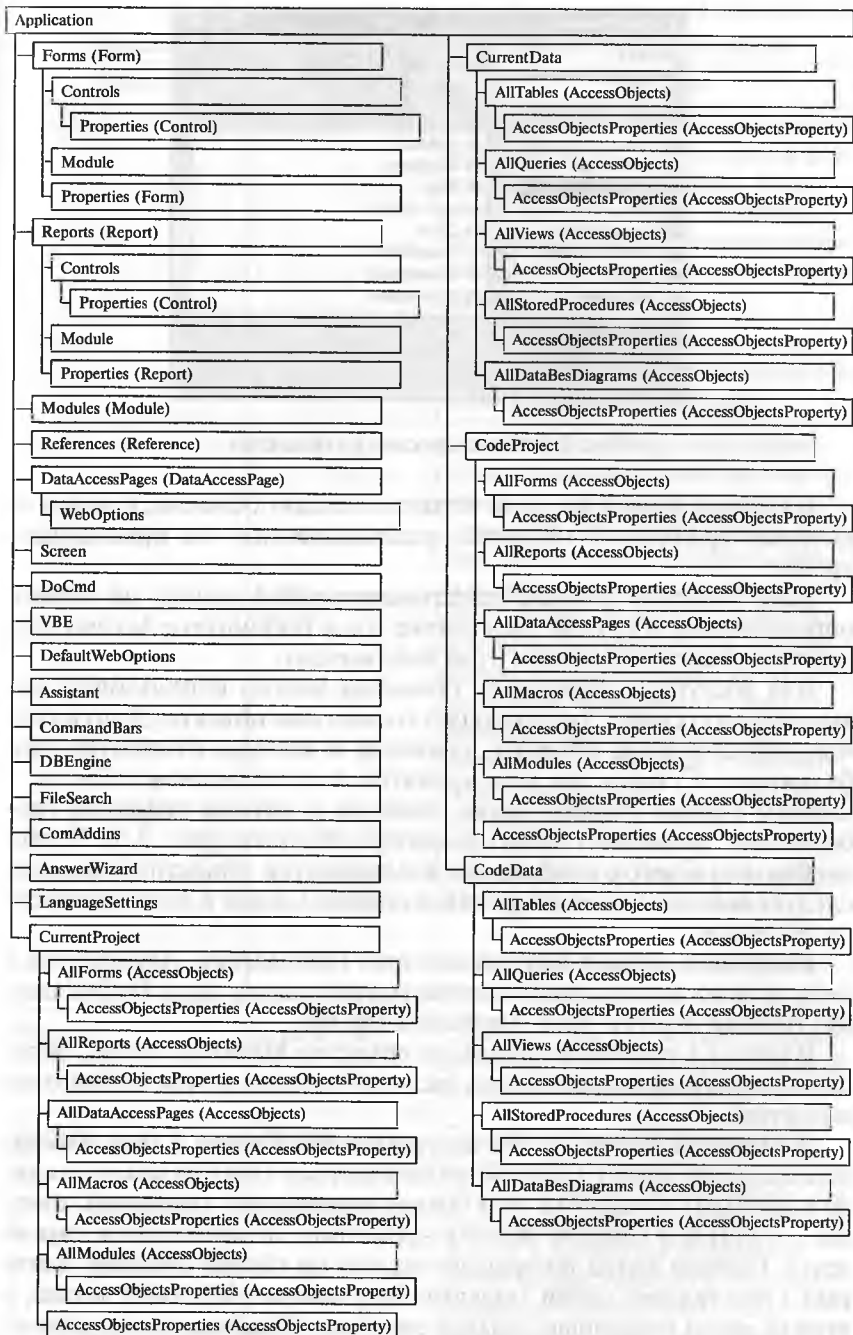 Application
Forms (Form)
Controls
Properties (Control)
Module
Properties (Form)
Reports (Report)
Controls
Properties (Control)
Module
Properties (Report)
Modules (Module)
References (Reference)
DataAccessPages (DataAccessPage)
WebOptions
Screen
DoCmd
VBE
DefaultWebOptions
Assistant
CommandBars
DBEngine
FileSearch
ComAddins
AnswerWizard
LanguageSettings
CurrentProject
AllForms (AccessObjects)
AccessObjectsProperties (AccessObjectsProperty)
AllReports (AccessObjects)
AccessObjectsProperties (AccessObjectsProperty)
AllDataAccessPages (AccessObjects)
AccessObjectsProperties (AccessObjectsProperty)
AllMacros (AccessObjects)
AccessObjectsProperties (AccessObjectsProperty)
AllModules (AccessObjects)
AccessObjectsProperties (AccessObjectsProperty)
AccessObjectsProperties (AccessObjectsProperty)
CurrentData
AllTables (AccessObjects)
AccessObjectsProperties (AccessObjectsProperty)
AllQueries (AccessObjects)
AccessObjectsProperties (AccessObjectsProperty)
AllViews (AccessObjects)
AccessObjectsProperties (AccessObjectsProperty)
AllStoredProcedures (AccessObjects)
AccessObjectsProperties (AccessObjectsProperty)
AllDataBesDiagrams (AccessObjects)
AccessObjectsProperties (AccessObjectsProperty)
CodeProject
AllForms (AccessObjects)
AccessObjectsProperties (AccessObjectsProperty)
AllReports (AccessObjects)
AccessObjectsProperties (AccessObjectsProperty)
AllDataAccessPages (AccessObjects)
AccessObjectsProperties (AccessObjectsProperty)
AllMacros (AccessObjects)
AccessObjectsProperties (AccessObjectsProperty)
AllModules (AccessObjects)
AccessObjectsProperties (AccessObjectsProperty)
AccessObjectsProperties (AccessObjectsProperty)
CodeData
AllTables (AccessObjects)
AccessObjectsProperties (AccessObjectsProperty)
AllQueries (AccessObjects)
AccessObjectsProperties (AccessObjectsProperty)
AllViews (AccessObjects)
AccessObjectsProperties (AccessObjectsProperty)
AllStoredProcedures (AccessObjects)
AccessObjectsProperties (AccessObjectsProperty)
AllDataBesDiagrams (AccessObjects)
AccessObjectsProperties (AccessObjectsProperty)